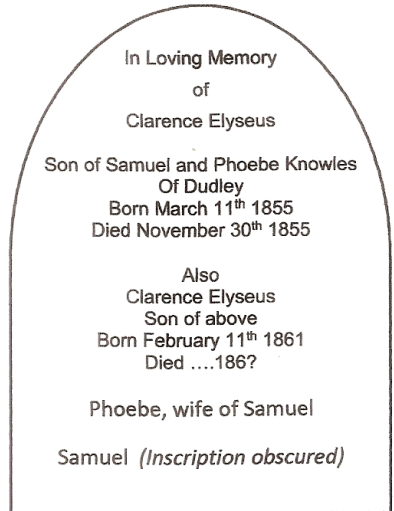 In Loving Memory
of
Clarence Elyseus
Son of Samuel and Phoebe Knowles
Of Dudley
Born March 11th 1855
Died November 30th 1855
Also
Clarence Elyseus
Son of above
Born February 11th 1861
Died ....186?
Phoebe, wife of Samuel
Samuel (Inscription obscured)